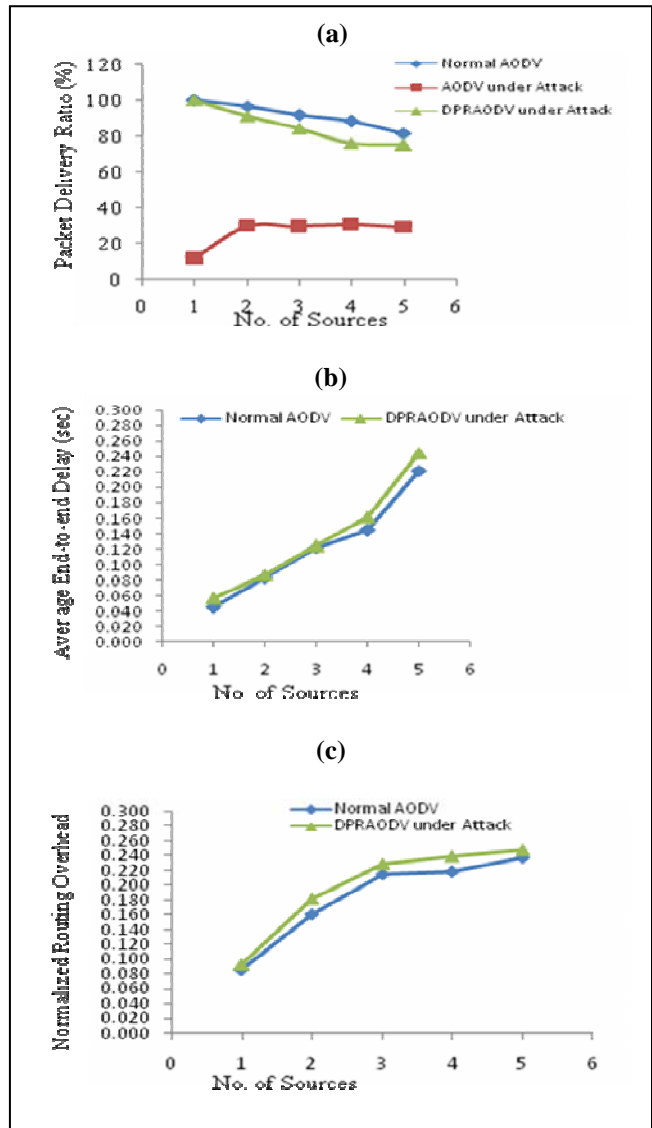 (a)
Normal AODV
AODV under Attack
DPRAODV under Attack
Packet Delivery Ratio (%)
120
100
80
60
40
20
0
0 1 2 3 4 5 6
No. of Sources
(b)
Normal AODV DPRAODV under Attack
Average End-to-end Delay (sec)
0.300
0.280
0.260
0.240
0.220
0.200
0.180
0.160
0.140
0.120
0.100
0.080
0.060
0.040
0.020
0.000
0 1 2 3 4 5 6
No. of Sources
(c)
Normal AODV
DPRAODV under Attack
Normalized Routing Overhead
0.300
0.280
0.260
0.240
0.220
0.200
0.180
0.160
0.140
0.120
0.100
0.080
0.060
0.040
0.020
0.000
0 1 2 3 4 5 6
No. of Sources